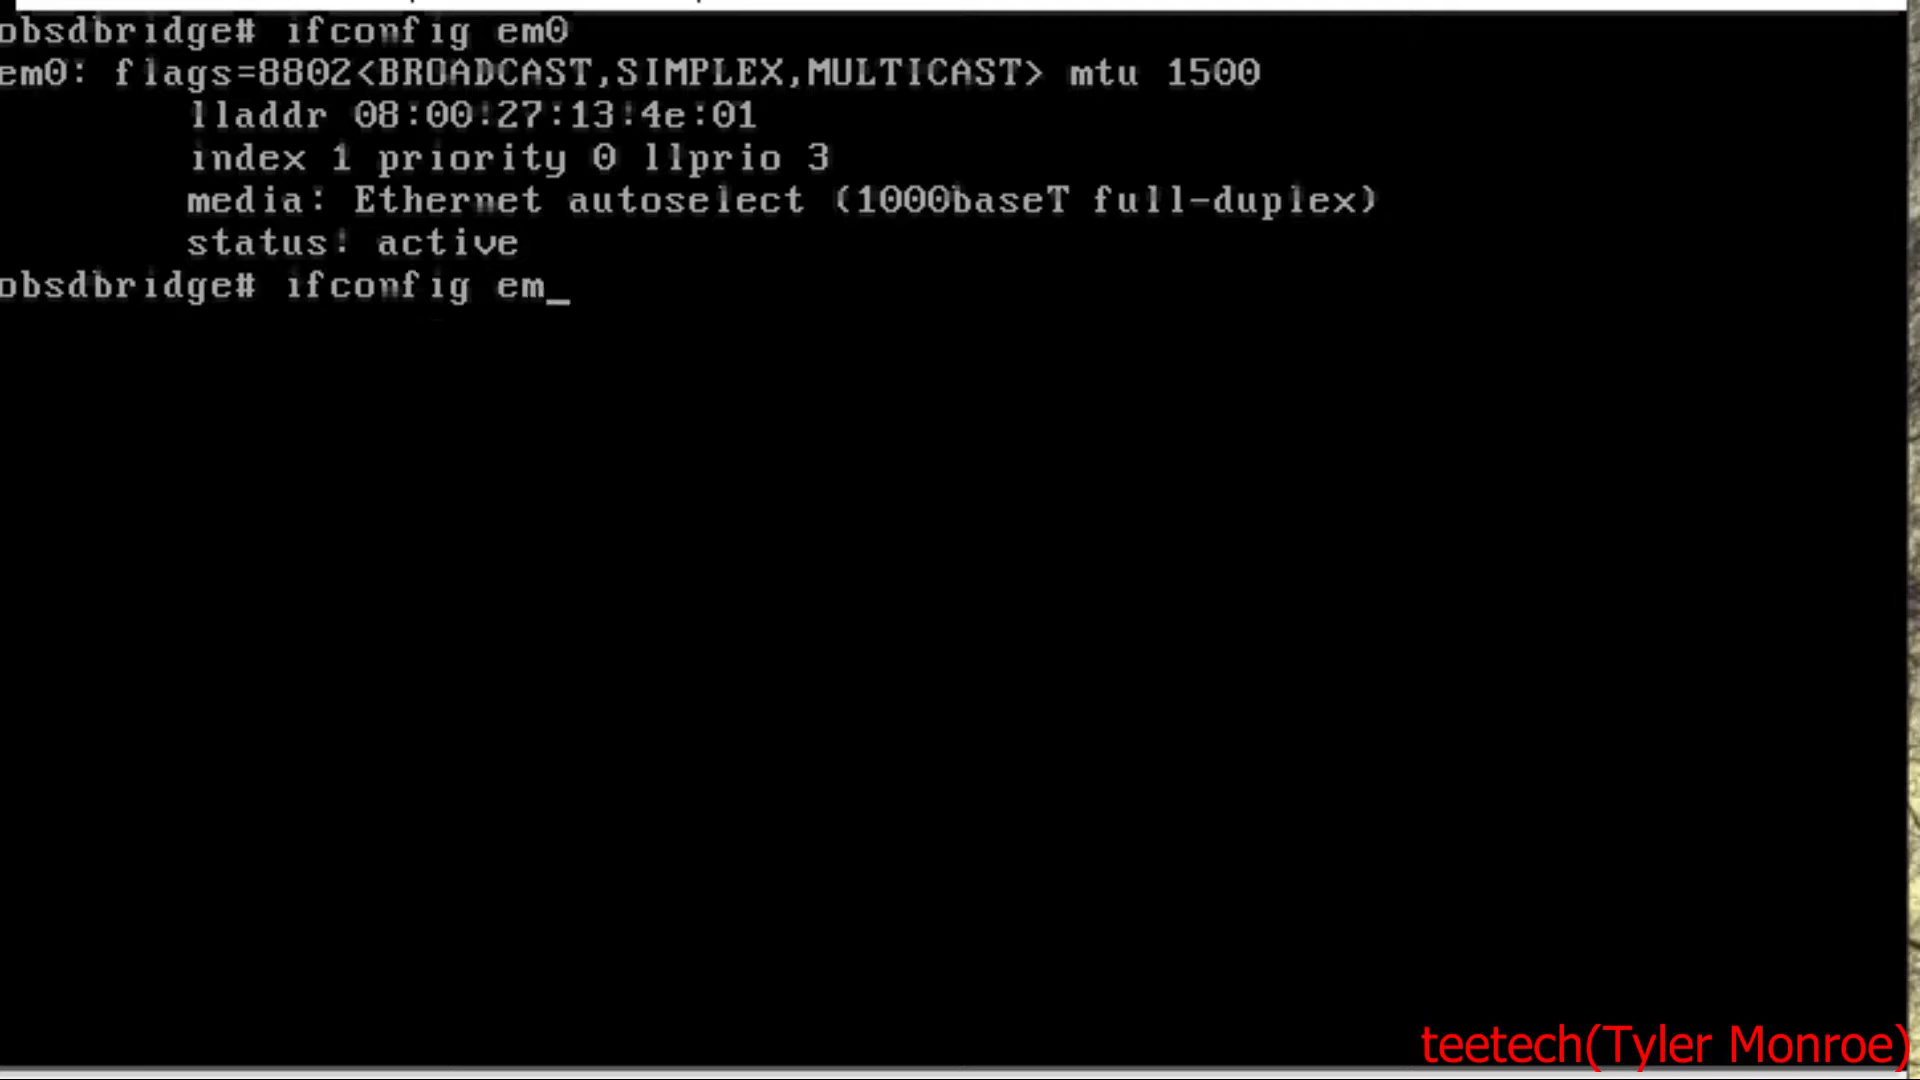 obsdbridge# ifconfig em0
em0: flags=8802<BROADCAST,SIMPLEX,MULTICAST> mtu 1500
lladdr 08:00:27:13:4e:01
index 1 priority 0 llprio 3
media: Ethernet autoselect (1000baseT full-duplex)
status: active
obsdbridge# ifconfig em_
teetech(Tyler Monroe)